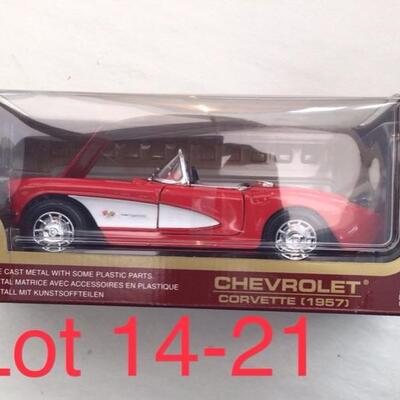 CAST METAL WITH SOME PLASTIC PARTS
TAL MATRICE AVEC ACCESSOIRES EN PLASTIQUE
TALL MIT KUNSTSOFFTEILEN
CHEVROLET®
CORVETTE (1957)
Lot 14-21